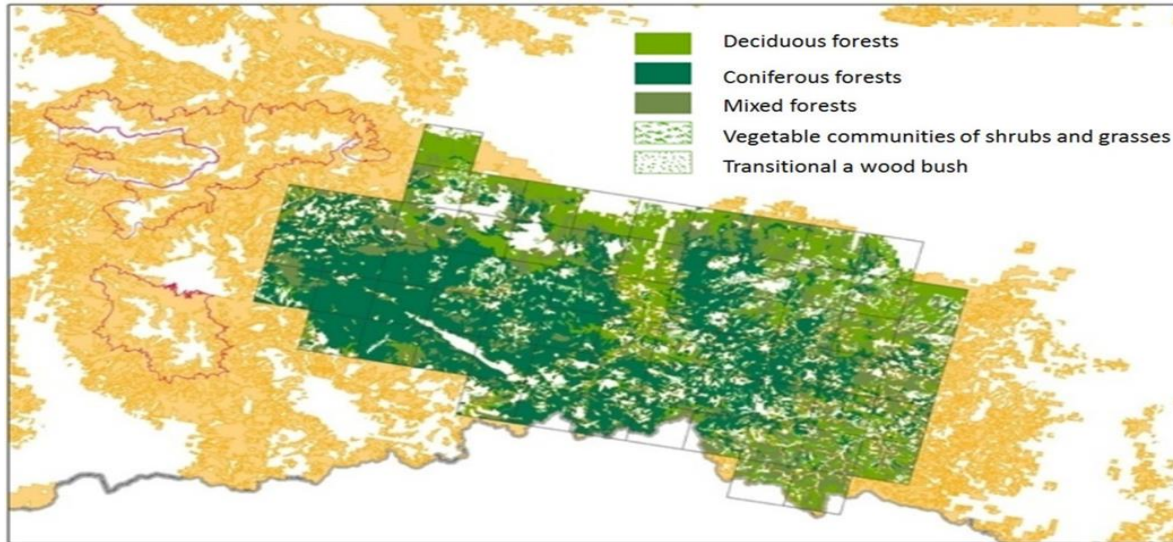 Deciduous forests
Coniferous forests
Mixed forests
Vegetable communities of shrubs and grasses
Transitional a wood bush